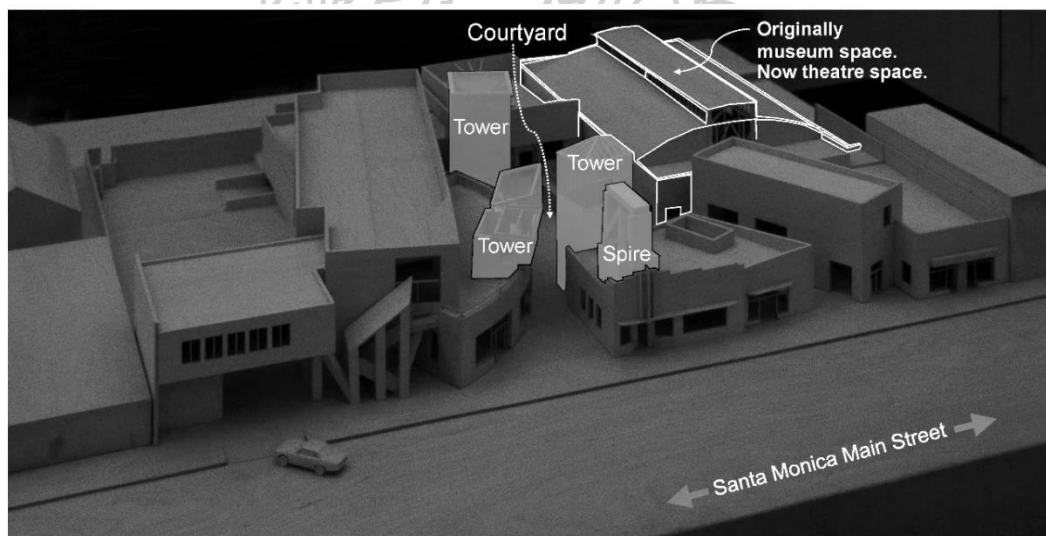 Courtyard
Originally
museum space.
Now theatre space.
Tower
Tower
Tower
Spire
Santa Monica Main Street